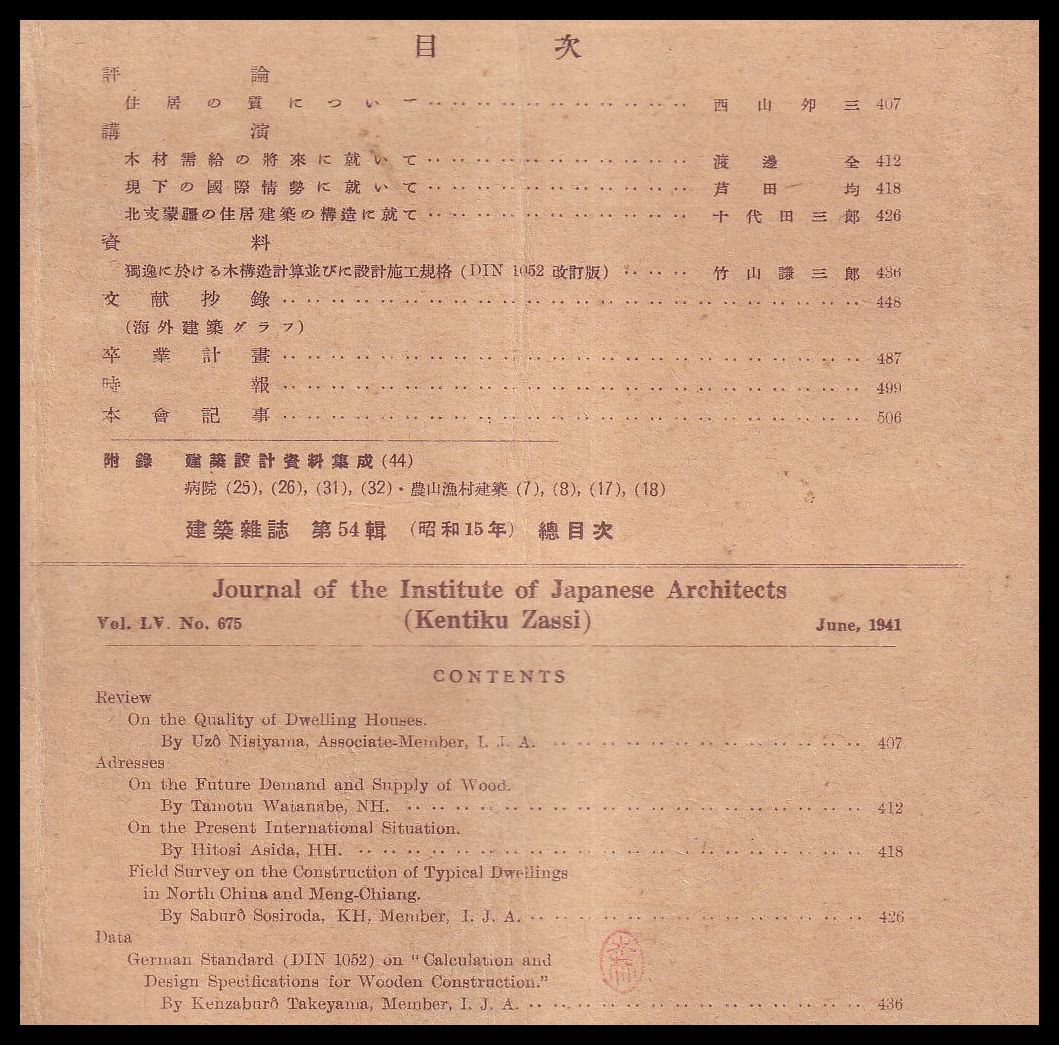 目次
評論
住居の質について‥‥‥‥‥‥‥‥‥‥西山夘三 407
講演
木材需給の將來に就いて‥‥‥‥‥‥‥‥‥‥渡邊全 412
現下の國際情勢に就いて‥‥‥‥‥‥‥‥‥‥芦田均 418
北支蒙疆の住居建築の構造に就て‥‥‥‥‥‥‥‥‥‥十代田三郎 426
資料
獨逸に於ける木構造計算並びに設計施工規格 (DIN 1052 改訂版)‥‥‥竹山謙三郎 436
文献抄錄‥‥‥‥‥‥‥‥‥‥‥‥‥‥‥‥‥‥‥‥ 448
(海外建築グラフ)
卒業計畫‥‥‥‥‥‥‥‥‥‥‥‥‥‥‥‥‥‥‥‥ 487
時報‥‥‥‥‥‥‥‥‥‥‥‥‥‥‥‥‥‥‥‥ 499
本會記事‥‥‥‥‥‥‥‥‥‥‥‥‥‥‥‥‥‥‥‥ 506
附錄 建築設計資料集成 (44)
病院 (25), (26), (31), (32)・農山漁村建築 (7), (8), (17), (18)
建築雜誌 第54輯 (昭和15年) 總目次
Journal of the Institute of Japanese Architects
Vol. LV. No. 675 (Kentiku Zassi) June, 1941
CONTENTS
Review
On the Quality of Dwelling Houses.
By Uzô Nisiyama, Associate-Member, I. J. A. ‥‥‥‥‥‥‥‥‥‥‥‥ 407
Adresses
On the Future Demand and Supply of Wood.
By Tamotu Watanabe, NH. ‥‥‥‥‥‥‥‥‥‥‥‥‥‥‥‥ 412
On the Present International Situation.
By Hitosi Asida, HH. ‥‥‥‥‥‥‥‥‥‥‥‥‥‥‥‥‥‥ 418
Field Survey on the Construction of Typical Dwellings
in North China and Meng-Chiang.
By Saburô Sosiroda, KH, Member, I. J. A. ‥‥‥‥‥‥‥‥‥‥‥‥ 426
Data
German Standard (DIN 1052) on “Calculation and
Design Specifications for Wooden Construction.”
By Kenzaburô Takeyama, Member, I. J. A. ‥‥‥‥‥‥‥‥‥‥‥‥ 436